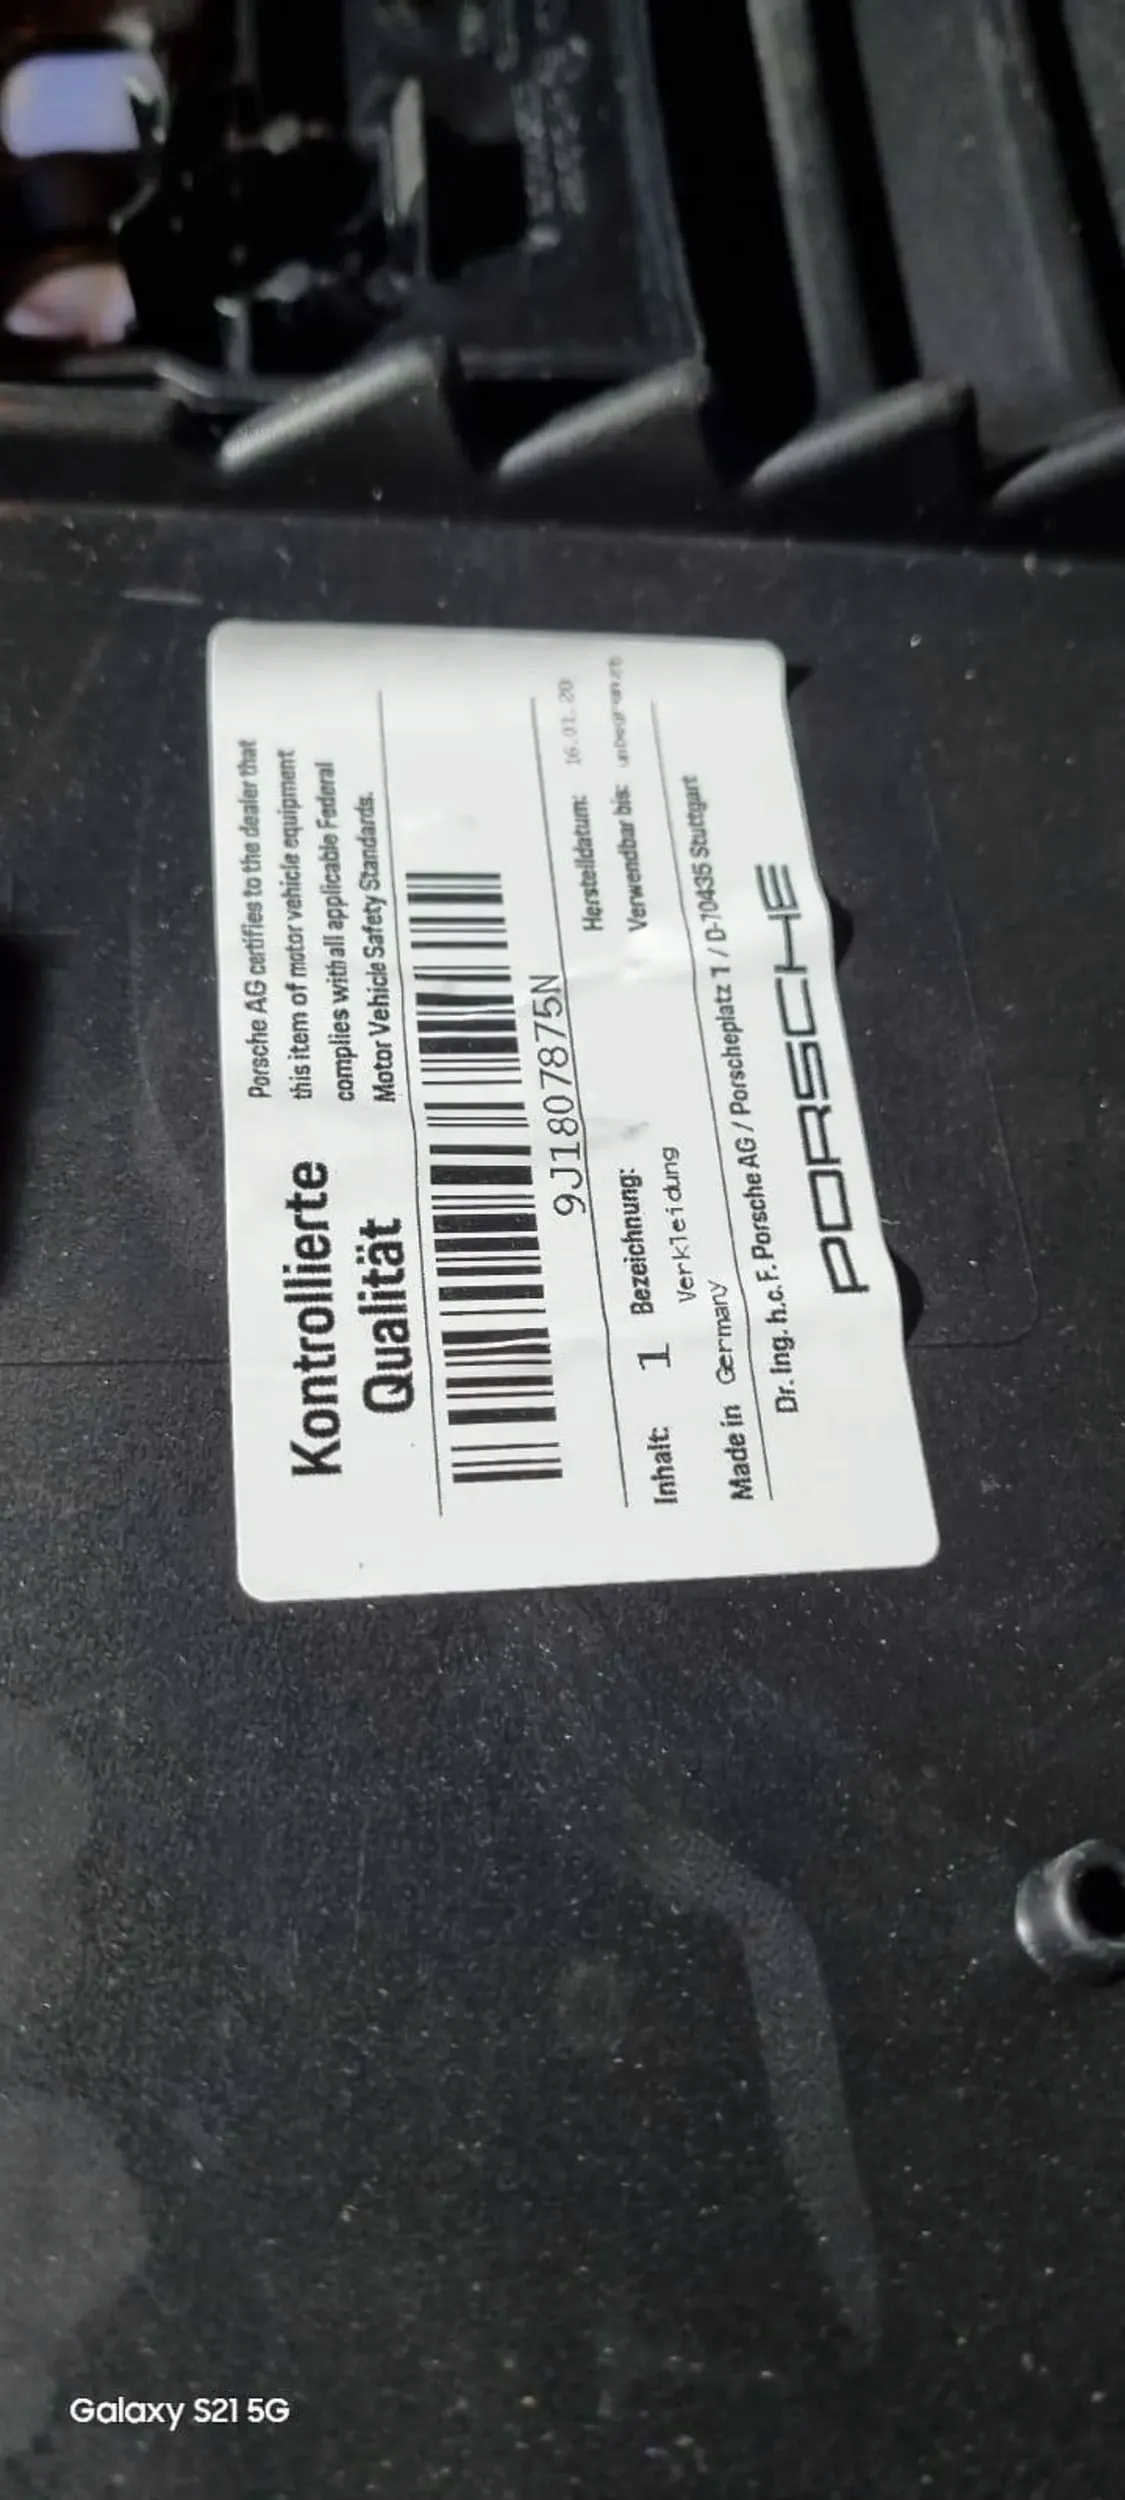 Kontrollierte
Qualität
Porsche AG certifies to the dealer that
this item of motor vehicle equipment
complies with all applicable Federal
Motor Vehicle Safety Standards.
9J1807875N
Herstelldatum: 16.01.20
Inhalt: 1 Bezeichnung: Verwendbar bis: unbegrenzt
Verkleidung
Made in Germany
Dr. Ing. h.c. F. Porsche AG / Porscheplatz 1 / D-70435 Stuttgart
PORSCHE
Galaxy S21 5G